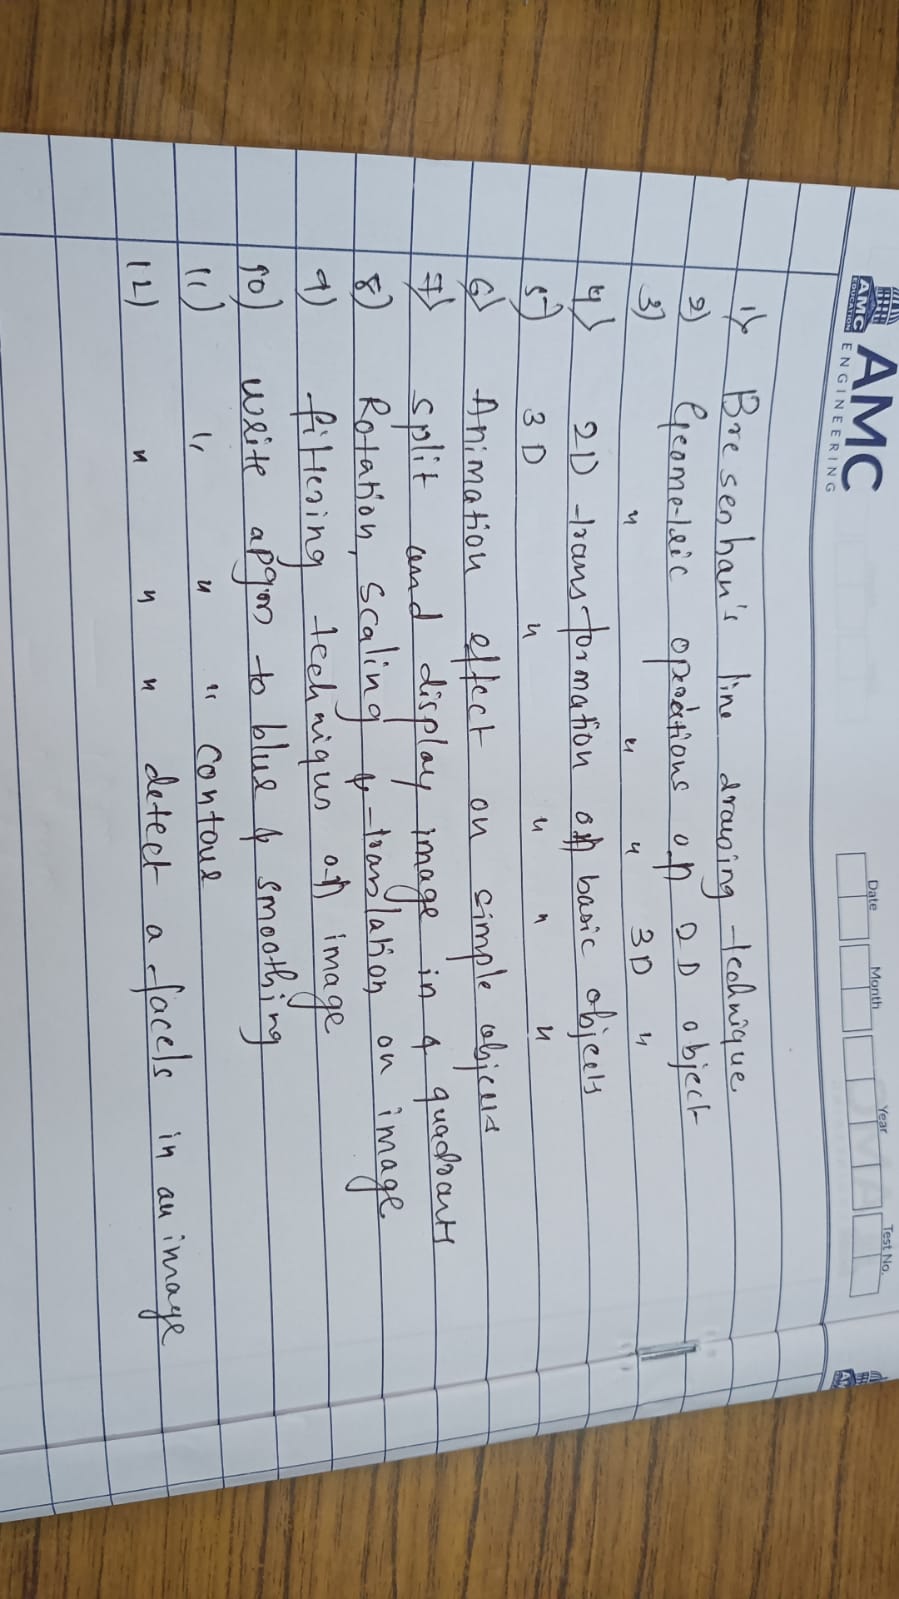 AMC
EDUCATION
AMC
ENGINEERING
Date Month Year Test No.
1) Bresenhan's line drawing technique
2) Geometric operations on 2D object
3) " " " 3D "
4) 2D transformation on basic objects
5) 3D " " " "
6) Animation effect on simple objects
7) split and display image in 4 quadrants
8) Rotation, scaling & translation on image
9) filtering techniques on image
10) write a pgm to blur & smoothing
11) " " " contour
12) " " " detect a face/s in an image